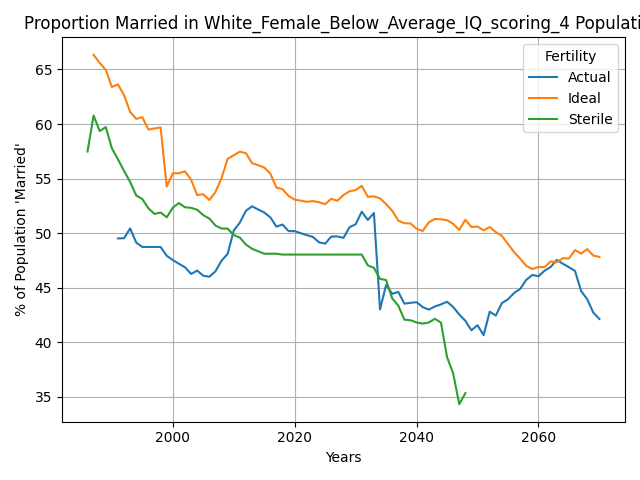 Proportion Married in White_Female_Below_Average_IQ_scoring_4 Populati
Fertility
Actual
Ideal
Sterile
% of Population 'Married'
65
60
55
50
45
40
35
2000
2020
2040
2060
Years